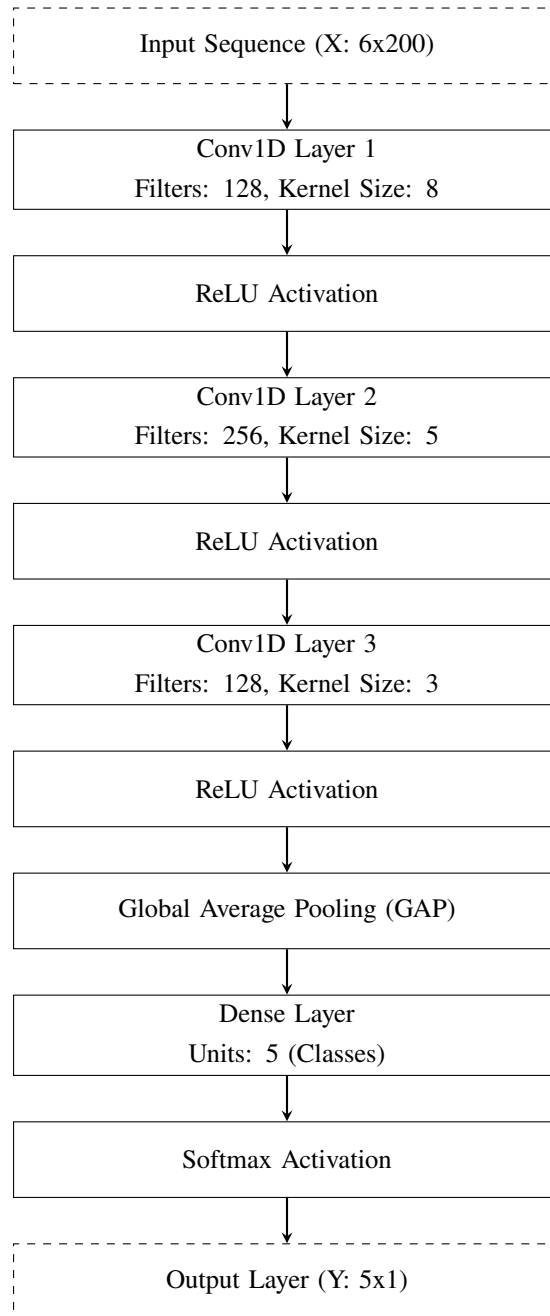 Input Sequence (X: 6x200)
Conv1D Layer 1
Filters: 128, Kernel Size: 8
ReLU Activation
Conv1D Layer 2
Filters: 256, Kernel Size: 5
ReLU Activation
Conv1D Layer 3
Filters: 128, Kernel Size: 3
ReLU Activation
Global Average Pooling (GAP)
Dense Layer
Units: 5 (Classes)
Softmax Activation
Output Layer (Y: 5x1)